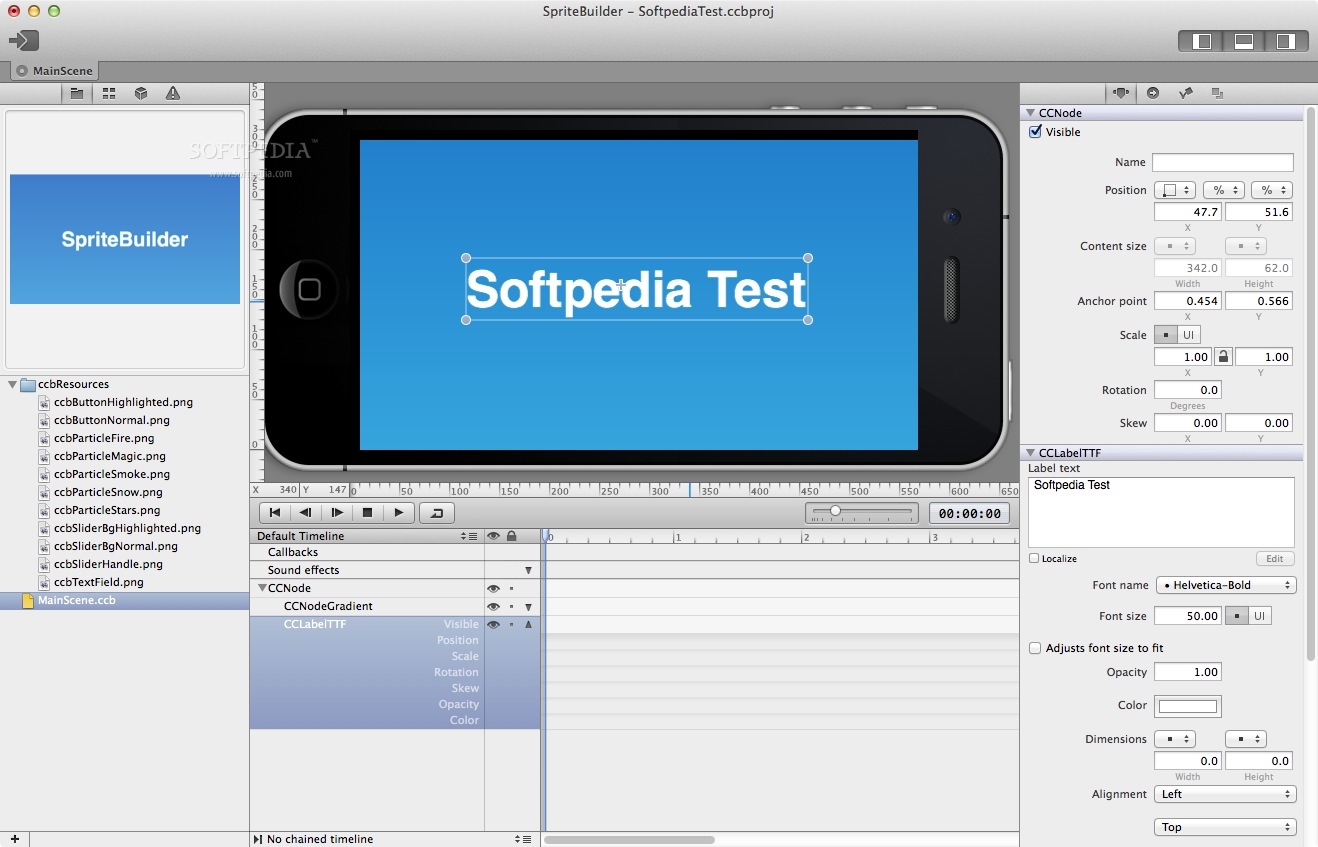 SpriteBuilder – SoftpediaTest.ccbproj
MainScene
SOFTPEDIA™
www.softpedia.com
SpriteBuilder
ccbResources
ccbButtonHighlighted.png
ccbButtonNormal.png
ccbParticleFire.png
ccbParticleMagic.png
ccbParticleSmoke.png
ccbParticleSnow.png
ccbParticleStars.png
ccbSliderBgHighlighted.png
ccbSliderBgNormal.png
ccbSliderHandle.png
ccbTextField.png
MainScene.ccb
Softpedia Test
X 340 Y 147
0 50 100 150 200 250 300 350 400 450 500 550 600 650
00:00:00
Default Timeline
0 1 2 3
Callbacks
Sound effects
CCNode
CCNodeGradient
CCLabelTTF Visible
Position
Scale
Rotation
Skew
Opacity
Color
No chained timeline
CCNode
Visible
Name
Position % %
47.7 51.6
X Y
Content size
342.0 62.0
Width Height
Anchor point 0.454 0.566
X Y
Scale UI
1.00 1.00
X Y
Rotation 0.0
Degrees
Skew 0.00 0.00
X Y
CCLabelTTF
Label text
Softpedia Test
Localize Edit
Font name • Helvetica-Bold
Font size 50.00 UI
Adjusts font size to fit
Opacity 1.00
Color
Dimensions
0.0 0.0
Width Height
Alignment Left
Top